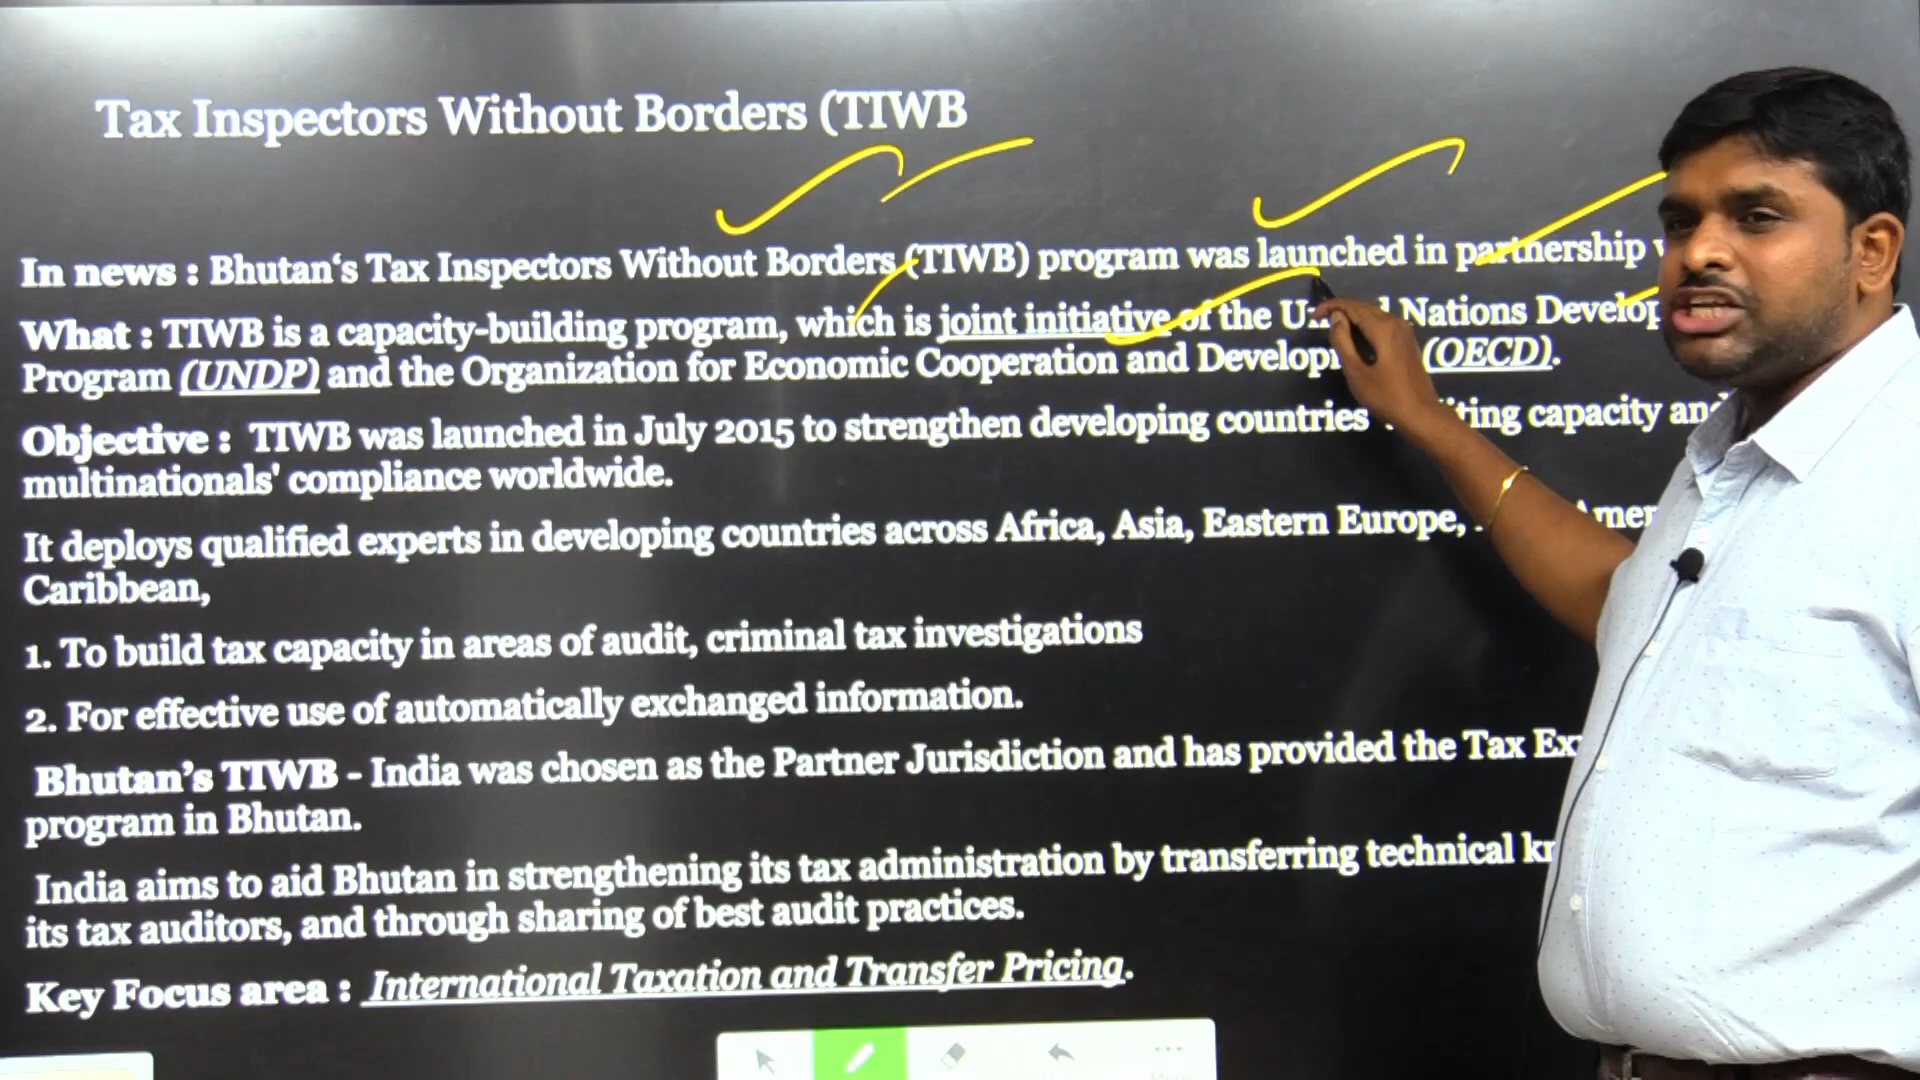 Tax Inspectors Without Borders (TIWB
In news : Bhutan‘s Tax Inspectors Without Borders (TIWB) program was launched in partnership
What : TIWB is a capacity-building program, which is joint initiative of the Nations
Program (UNDP) and the Organization for Economic Cooperation and (OECD).
Objective : TIWB was launched in July 2015 to strengthen developing countries capacity and
multinationals' compliance worldwide.
It deploys qualified experts in developing countries across Africa, Asia, Eastern Europe,
Caribbean,
1. To build tax capacity in areas of audit, criminal tax investigations
2. For effective use of automatically exchanged information.
Bhutan’s TIWB - India was chosen as the Partner Jurisdiction and has provided the Tax
program in Bhutan.
India aims to aid Bhutan in strengthening its tax administration by transferring technical
its tax auditors, and through sharing of best audit practices.
Key Focus area : International Taxation and Transfer Pricing.